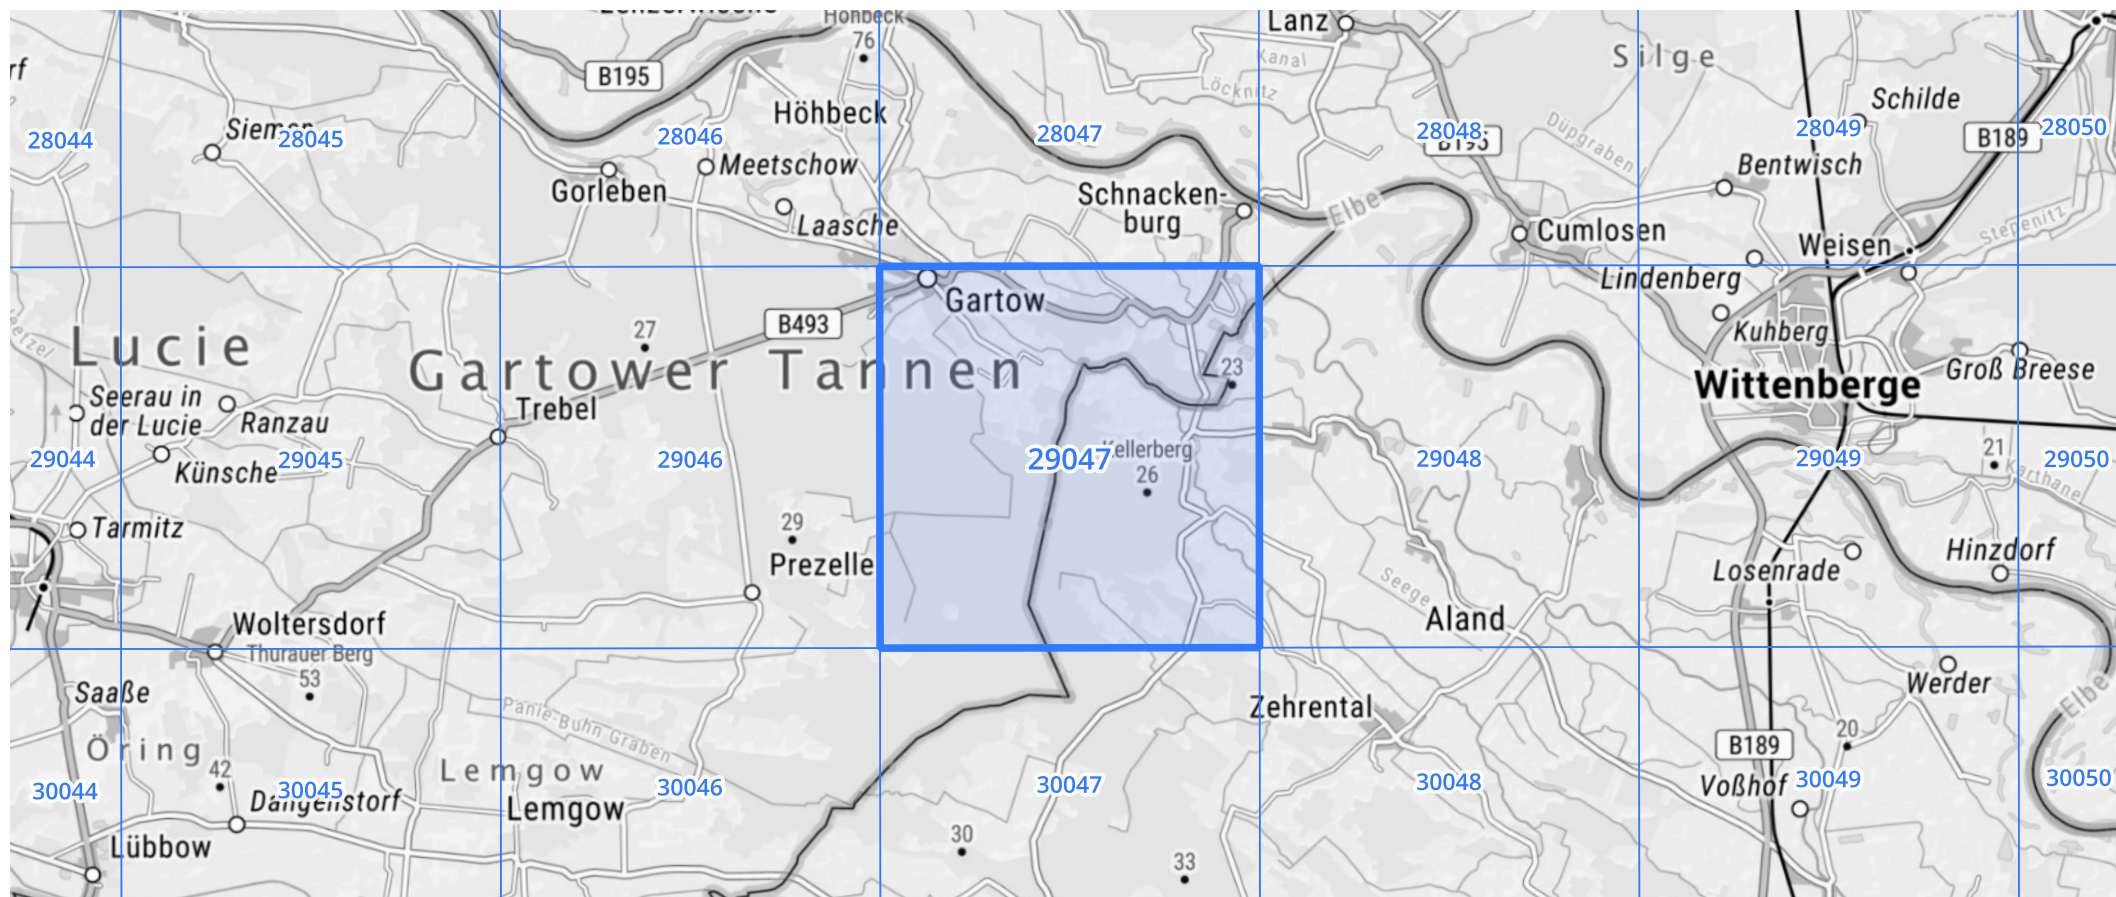 Höhbeck
76
Lanz
Silge
rf
B195
Kanal
Löcknitz
Schilde
Höhbeck
28044
Siemen
28045
28046
28047
28048
B195
Düpgraben
28049
B189
28050
Meetschow
Bentwisch
Gorleben
Schnacken-
burg
Elbe
Laasche
Cumlosen
Weisen
Stepenitz
Lindenberg
Gartow
B493
27
Kuhberg
Lucie
Gartower Tannen
23
Groß Breese
Wittenberge
Seerau in
der Lucie
Ranzau
Trebel
Kellerberg
26
29044
Künsche
29045
29046
29047
29048
29049
21
29050
Karthane
Tarmitz
29
Prezelle
Losenrade
Hinzdorf
Seege
Aland
Woltersdorf
Thurauer Berg
53
Saaße
Zehrental
Werder
Elbe
Panie-Buhn Graben
Öring
42
Lemgow
20
B189
30044
30045
Dangenstorf
30046
Lemgow
30047
30048
Voßhof
30049
30050
Lübbow
30
33